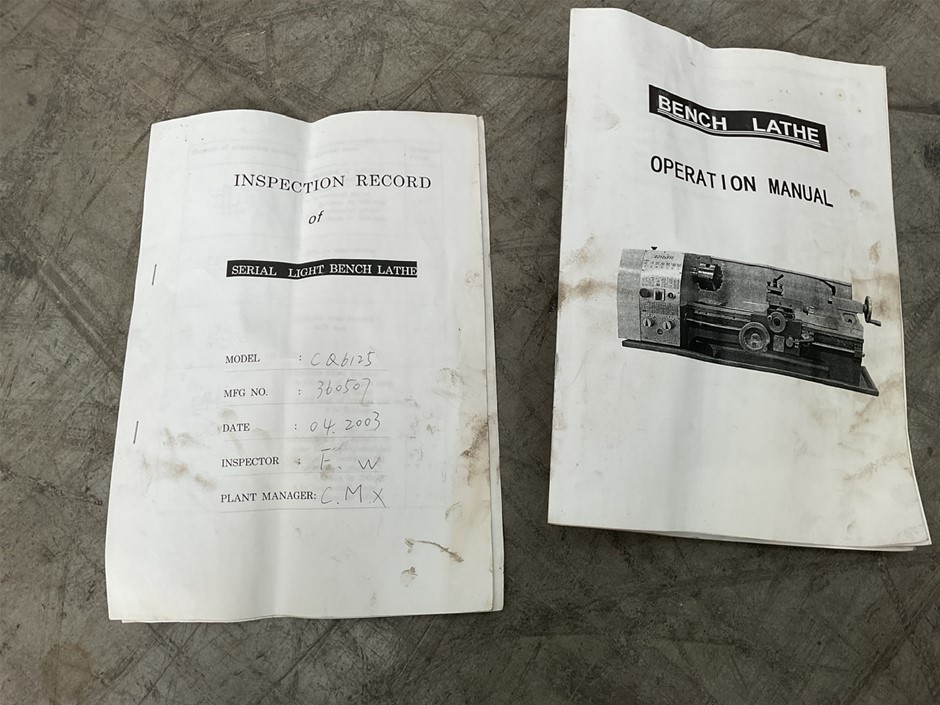 INSPECTION RECORD
of
SERIAL LIGHT BENCH LATHE
MODEL : CQ6125
MFG NO. : 360507
DATE : 04.2003
INSPECTOR : F. W
PLANT MANAGER: C.M X
BENCH LATHE
OPERATION MANUAL